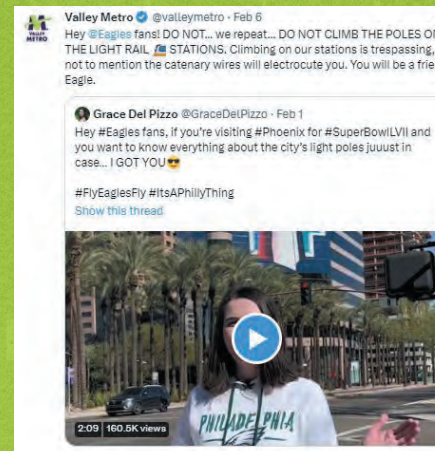 VALLEY
METRO
Valley Metro @valleymetro · Feb 6
Hey @Eagles fans! DO NOT... we repeat... DO NOT CLIMB THE POLES
THE LIGHT RAIL 🚈 STATIONS. Climbing on our stations is trespassing,
not to mention the catenary wires will electrocute you. You will be a
Eagle.
Grace Del Pizzo @GraceDelPizzo · Feb 1
Hey #Eagles fans, if you're visiting #Phoenix for #SuperBowlLVII and
you want to know everything about the city's light poles juuust in
case... I GOT YOU😎
#FlyEaglesFly #ItsAPhillyThing
Show this thread
PHILADELPHIA
2:09 160.5K views